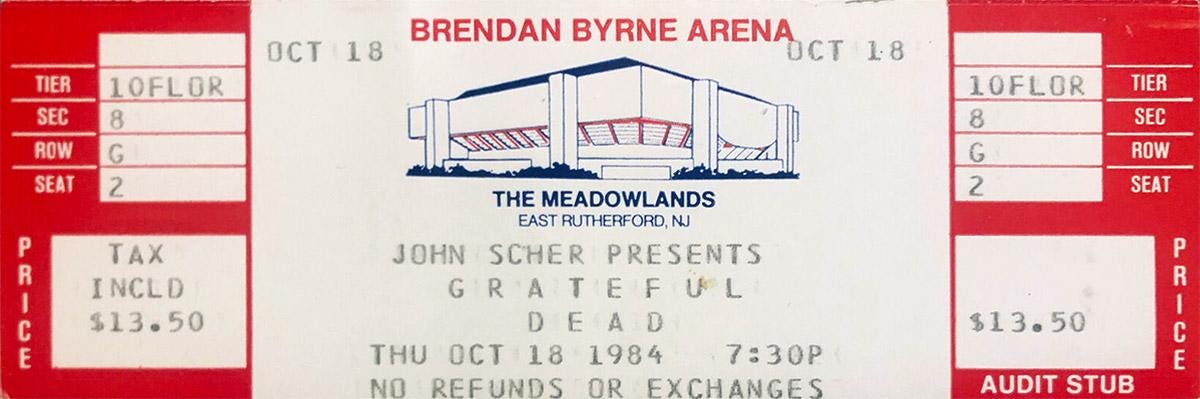 BRENDAN BYRNE ARENA
OCT 18 OCT 18
TIER 10FLOR
SEC 8
ROW G
SEAT 2
PRICE
TAX
INCLD
$13.50
THE MEADOWLANDS
EAST RUTHERFORD, NJ
JOHN SCHER PRESENTS
GRATEFUL
DEAD
THU OCT 18 1984 7:30P
NO REFUNDS OR EXCHANGES
10FLOR TIER
8 SEC
G ROW
2 SEAT
$13.50
PRICE
AUDIT STUB